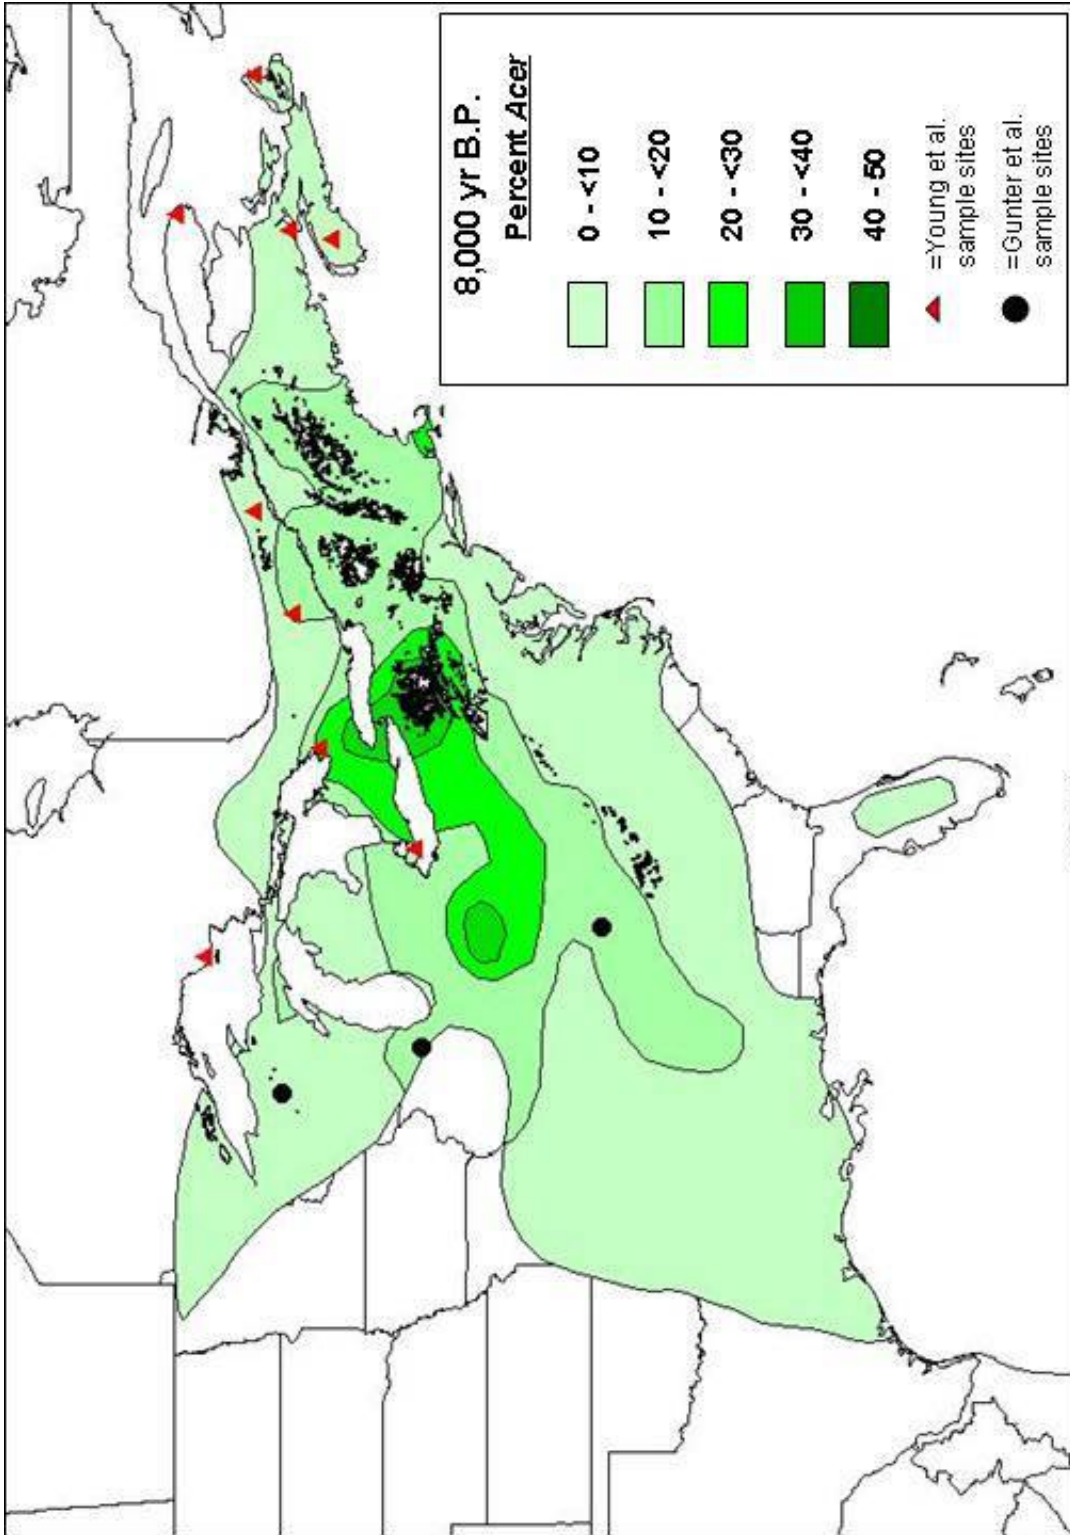 8,000 yr B.P.
Percent Acer
0 - <10
10 - <20
20 - <30
30 - <40
40 - 50
=Young et al.
sample sites
=Gunter et al.
sample sites